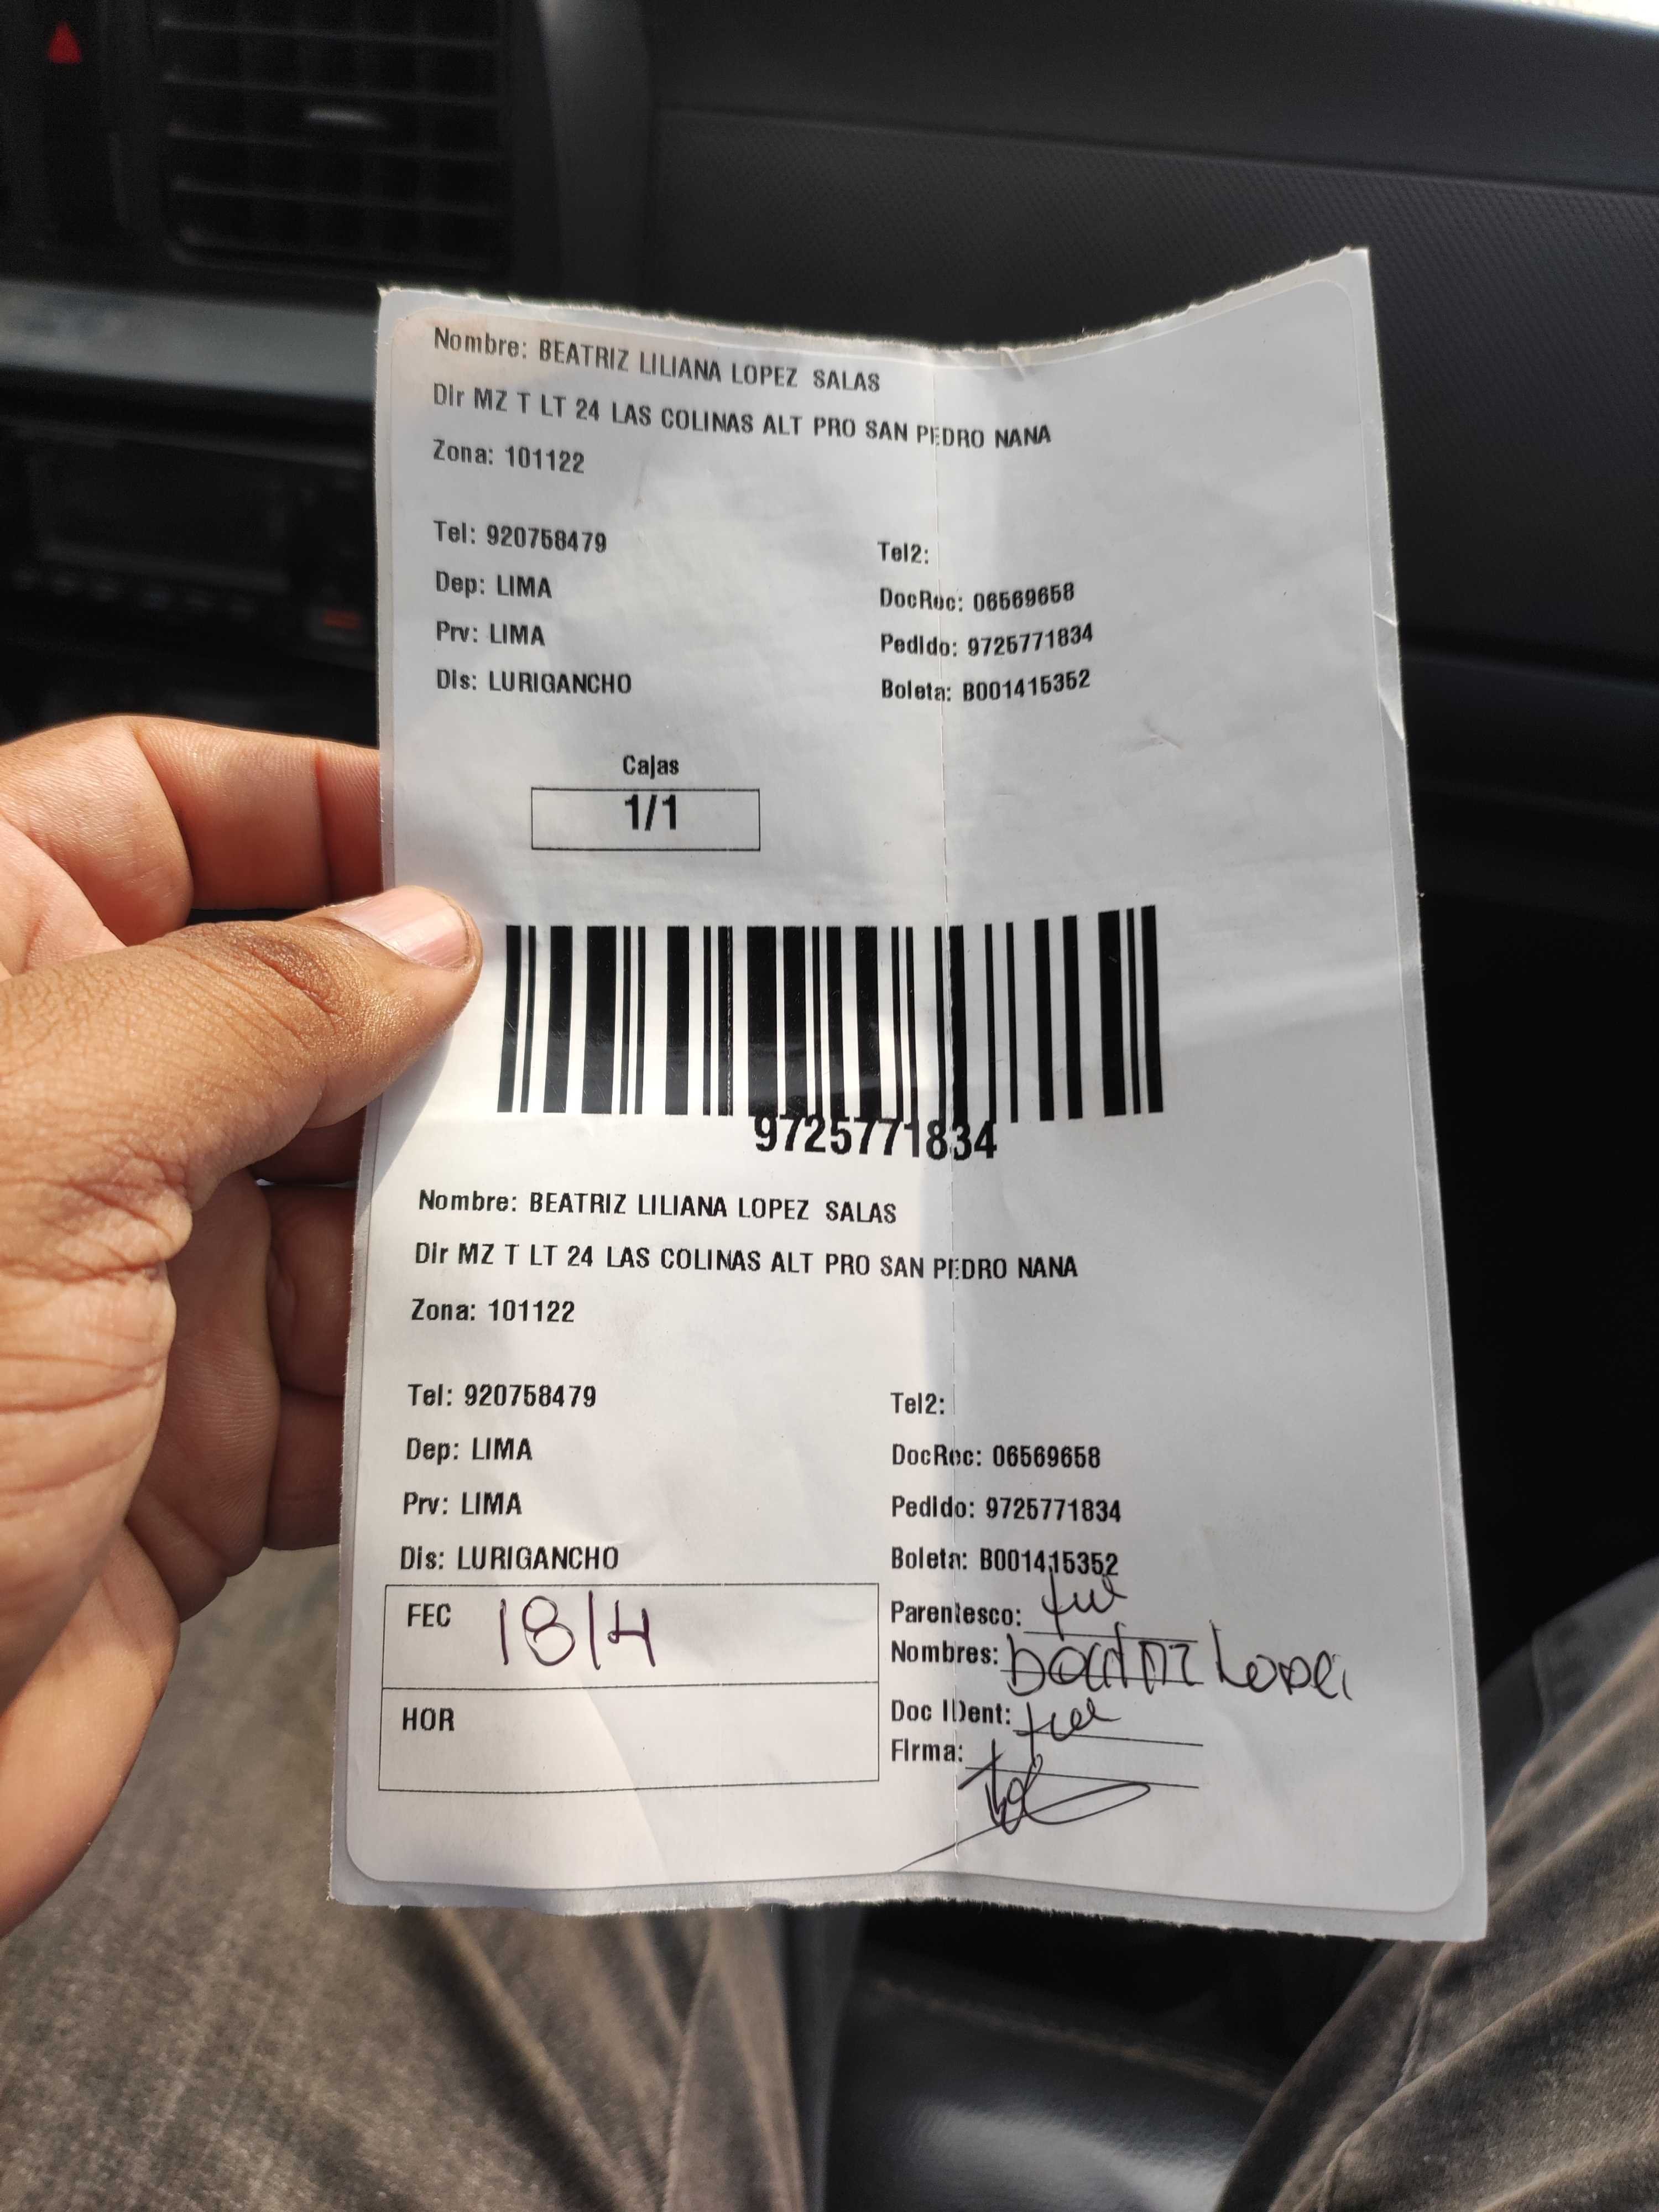 Nombre: BEATRIZ LILIANA LOPEZ SALAS
Dir MZ T LT 24 LAS COLINAS ALT PRO SAN PEDRO NANA
Zona: 101122
Tel: 920758479 Tel2:
Dep: LIMA DocRec: 06569658
Prv: LIMA Pedido: 9725771834
Dis: LURIGANCHO Boleta: B001415352
Cajas
1/1
9725771834
Nombre: BEATRIZ LILIANA LOPEZ SALAS
Dir MZ T LT 24 LAS COLINAS ALT PRO SAN PEDRO NANA
Zona: 101122
Tel: 920758479 Tel2:
Dep: LIMA DocRec: 06569658
Prv: LIMA Pedido: 9725771834
Dis: LURIGANCHO Boleta: B001415352
FEC 18/4 Parentesco:
Nombres: Lopez
HOR Doc IDent:
Firma: